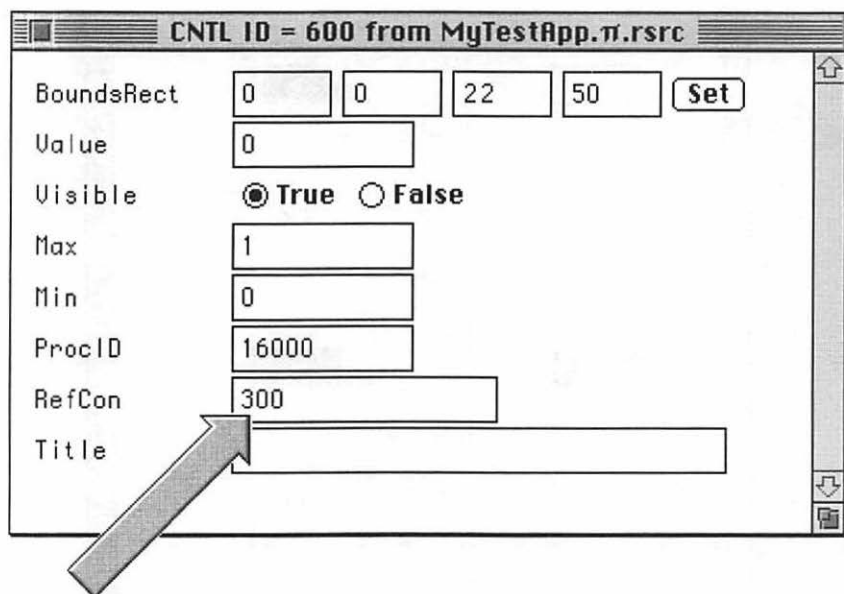 CNTL ID = 600 from MyTestApp.π.rsrc
BoundsRect 0 0 22 50 Set
Value 0
Visible True False
Max 1
Min 0
ProcID 16000
RefCon 300
Title